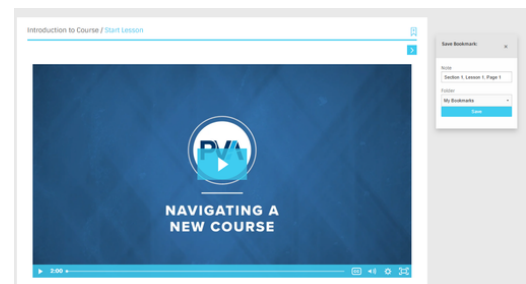 Introduction to Course / Start Lesson
Save Bookmark:
×
Note
Section 1, Lesson 1, Page 1
Folder
My Bookmarks
Save
PVA
NAVIGATING A
NEW COURSE
3:00